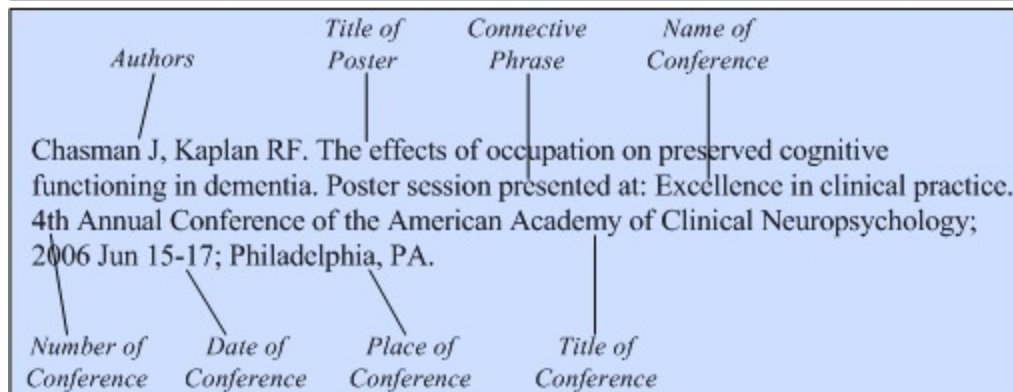 Title of Connective Name of
Authors Poster Phrase Conference
Chasman J, Kaplan RF. The effects of occupation on preserved cognitive
functioning in dementia. Poster session presented at: Excellence in clinical practice.
4th Annual Conference of the American Academy of Clinical Neuropsychology;
2006 Jun 15-17; Philadelphia, PA.
Number of Date of Place of Title of
Conference Conference Conference Conference